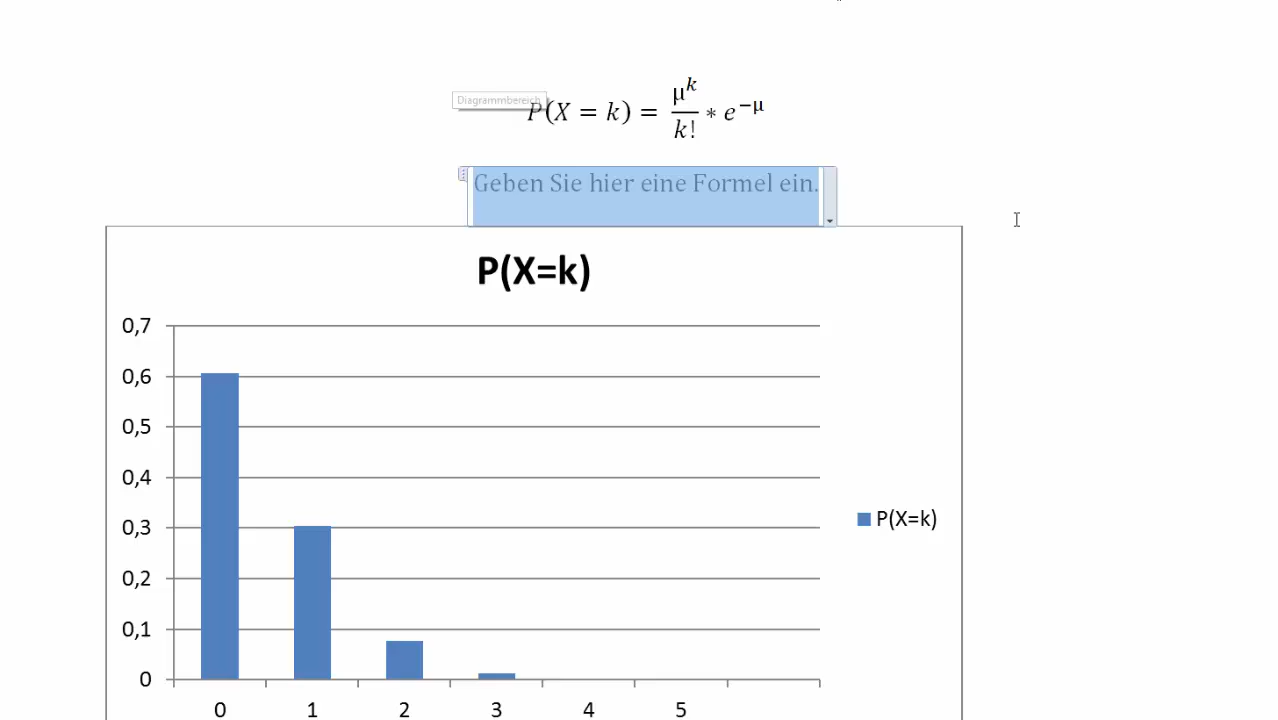 Diagrammbereich
P(X = k) = μ^k / k! * e^−μ
Geben Sie hier eine Formel ein.
P(X=k)
0,7
0,6
0,5
0,4
0,3
0,2
0,1
0
P(X=k)
0 1 2 3 4 5